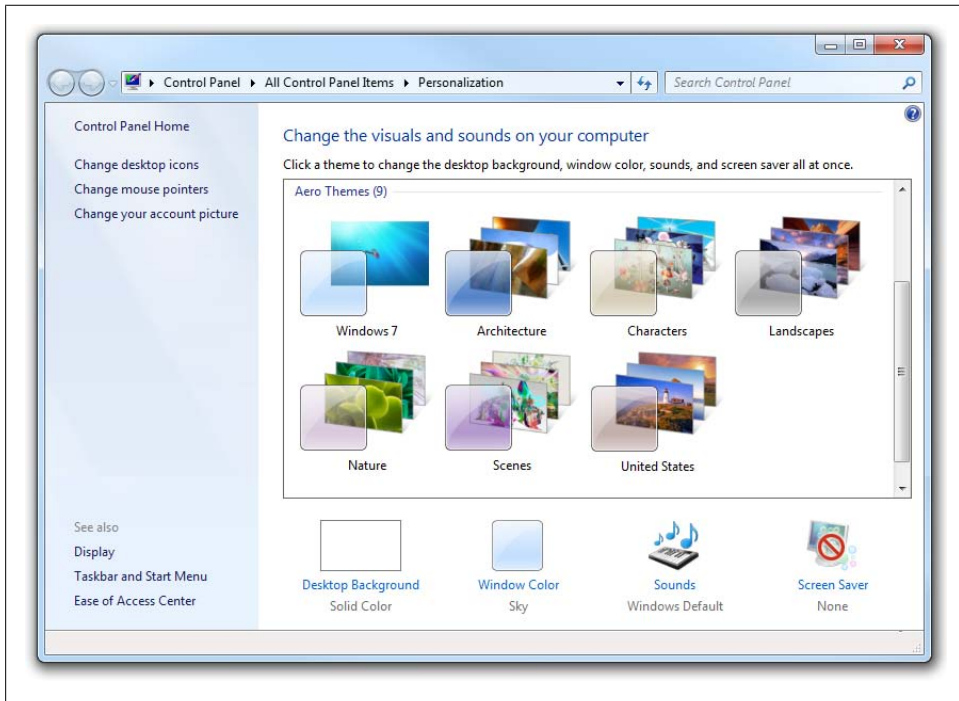 Control Panel ▸ All Control Panel Items ▸ Personalization
Search Control Panel
Control Panel Home
Change desktop icons
Change mouse pointers
Change your account picture
See also
Display
Taskbar and Start Menu
Ease of Access Center
Change the visuals and sounds on your computer
Click a theme to change the desktop background, window color, sounds, and screen saver all at once.
Aero Themes (9)
Windows 7
Architecture
Characters
Landscapes
Nature
Scenes
United States
Desktop Background
Solid Color
Window Color
Sky
Sounds
Windows Default
Screen Saver
None